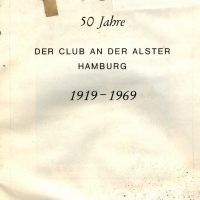 50 Jahre
DER CLUB AN DER ALSTER
HAMBURG
1919-1969